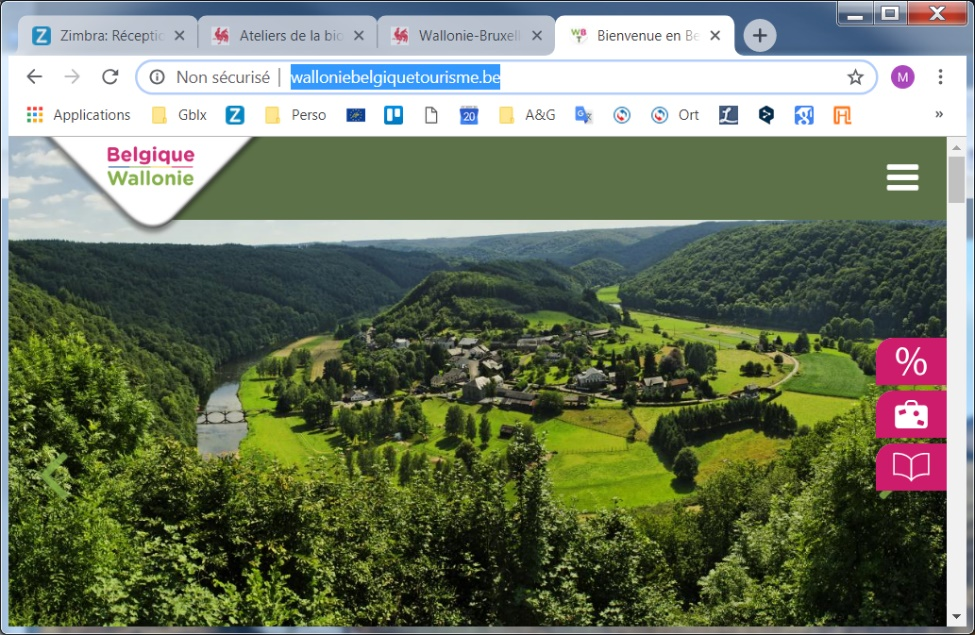 Zimbra: Réceptio
Ateliers de la bio
Wallonie-Bruxell
Bienvenue en Be
Non sécurisé | walloniebelgiquetourisme.be
M
Applications
Gblx
Perso
20
A&G
Ort
»
Belgique
Wallonie
%